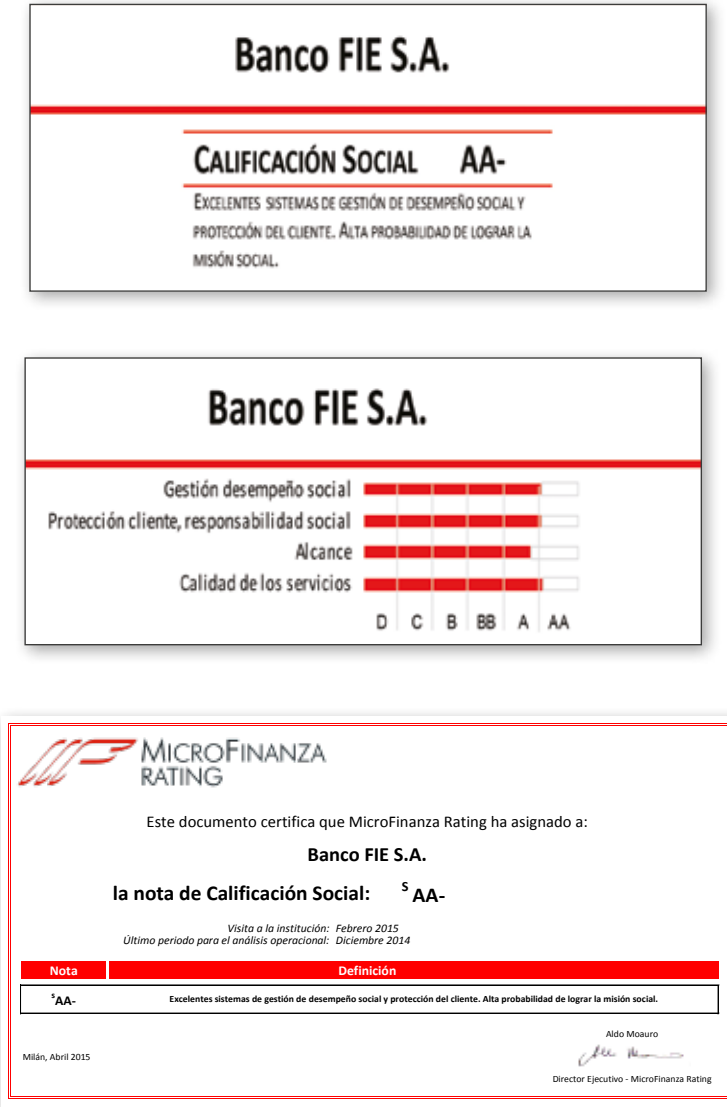 Banco FIE S.A.
CALIFICACIÓN SOCIAL AA-
EXCELENTES SISTEMAS DE GESTIÓN DE DESEMPEÑO SOCIAL Y
PROTECCIÓN DEL CLIENTE. ALTA PROBABILIDAD DE LOGRAR LA
MISIÓN SOCIAL.
Banco FIE S.A.
Gestión desempeño social
Protección cliente, responsabilidad social
Alcance
Calidad de los servicios
D C B BB A AA
MICROFINANZA
RATING
Este documento certifica que MicroFinanza Rating ha asignado a:
Banco FIE S.A.
la nota de Calificación Social: S AA-
Visita a la institución: Febrero 2015
Último periodo para el análisis operacional: Diciembre 2014
Nota Definición
SAA- Excelentes sistemas de gestión de desempeño social y protección del cliente. Alta probabilidad de lograr la misión social.
Aldo Moauro
Milán, Abril 2015
Director Ejecutivo - MicroFinanza Rating